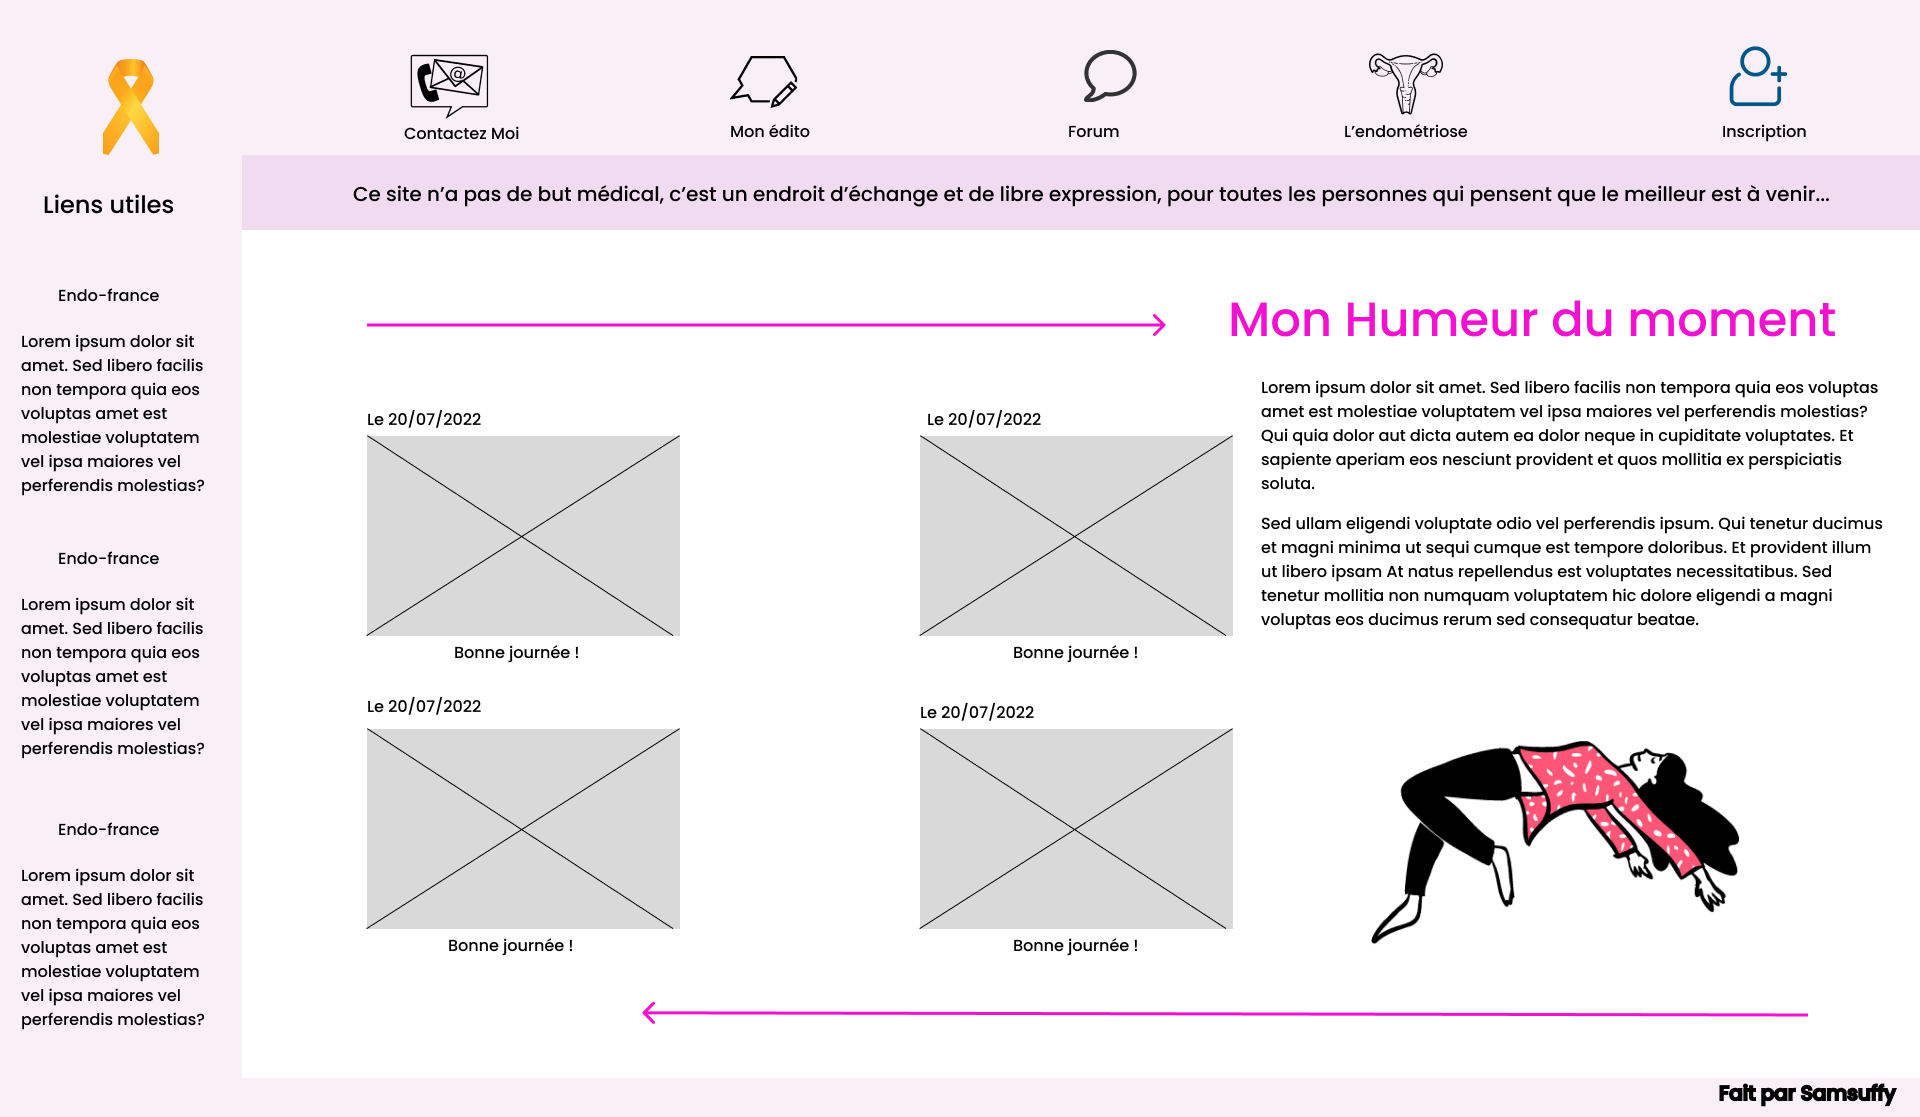 Contactez Moi
Mon édito
Forum
L’endométriose
Inscription
Ce site n’a pas de but médical, c’est un endroit d’échange et de libre expression, pour toutes les personnes qui pensent que le meilleur est à venir...
Liens utiles
Endo-france
Lorem ipsum dolor sit
amet. Sed libero facilis
non tempora quia eos
voluptas amet est
molestiae voluptatem
vel ipsa maiores vel
perferendis molestias?
Endo-france
Lorem ipsum dolor sit
amet. Sed libero facilis
non tempora quia eos
voluptas amet est
molestiae voluptatem
vel ipsa maiores vel
perferendis molestias?
Endo-france
Lorem ipsum dolor sit
amet. Sed libero facilis
non tempora quia eos
voluptas amet est
molestiae voluptatem
vel ipsa maiores vel
perferendis molestias?
Le 20/07/2022
Bonne journée !
Le 20/07/2022
Bonne journée !
Le 20/07/2022
Bonne journée !
Le 20/07/2022
Bonne journée !
Mon Humeur du moment
Lorem ipsum dolor sit amet. Sed libero facilis non tempora quia eos voluptas
amet est molestiae voluptatem vel ipsa maiores vel perferendis molestias?
Qui quia dolor aut dicta autem ea dolor neque in cupiditate voluptates. Et
sapiente aperiam eos nesciunt provident et quos mollitia ex perspiciatis
soluta.
Sed ullam eligendi voluptate odio vel perferendis ipsum. Qui tenetur ducimus
et magni minima ut sequi cumque est tempore doloribus. Et provident illum
ut libero ipsam At natus repellendus est voluptates necessitatibus. Sed
tenetur mollitia non numquam voluptatem hic dolore eligendi a magni
voluptas eos ducimus rerum sed consequatur beatae.
Fait par Samsuffy